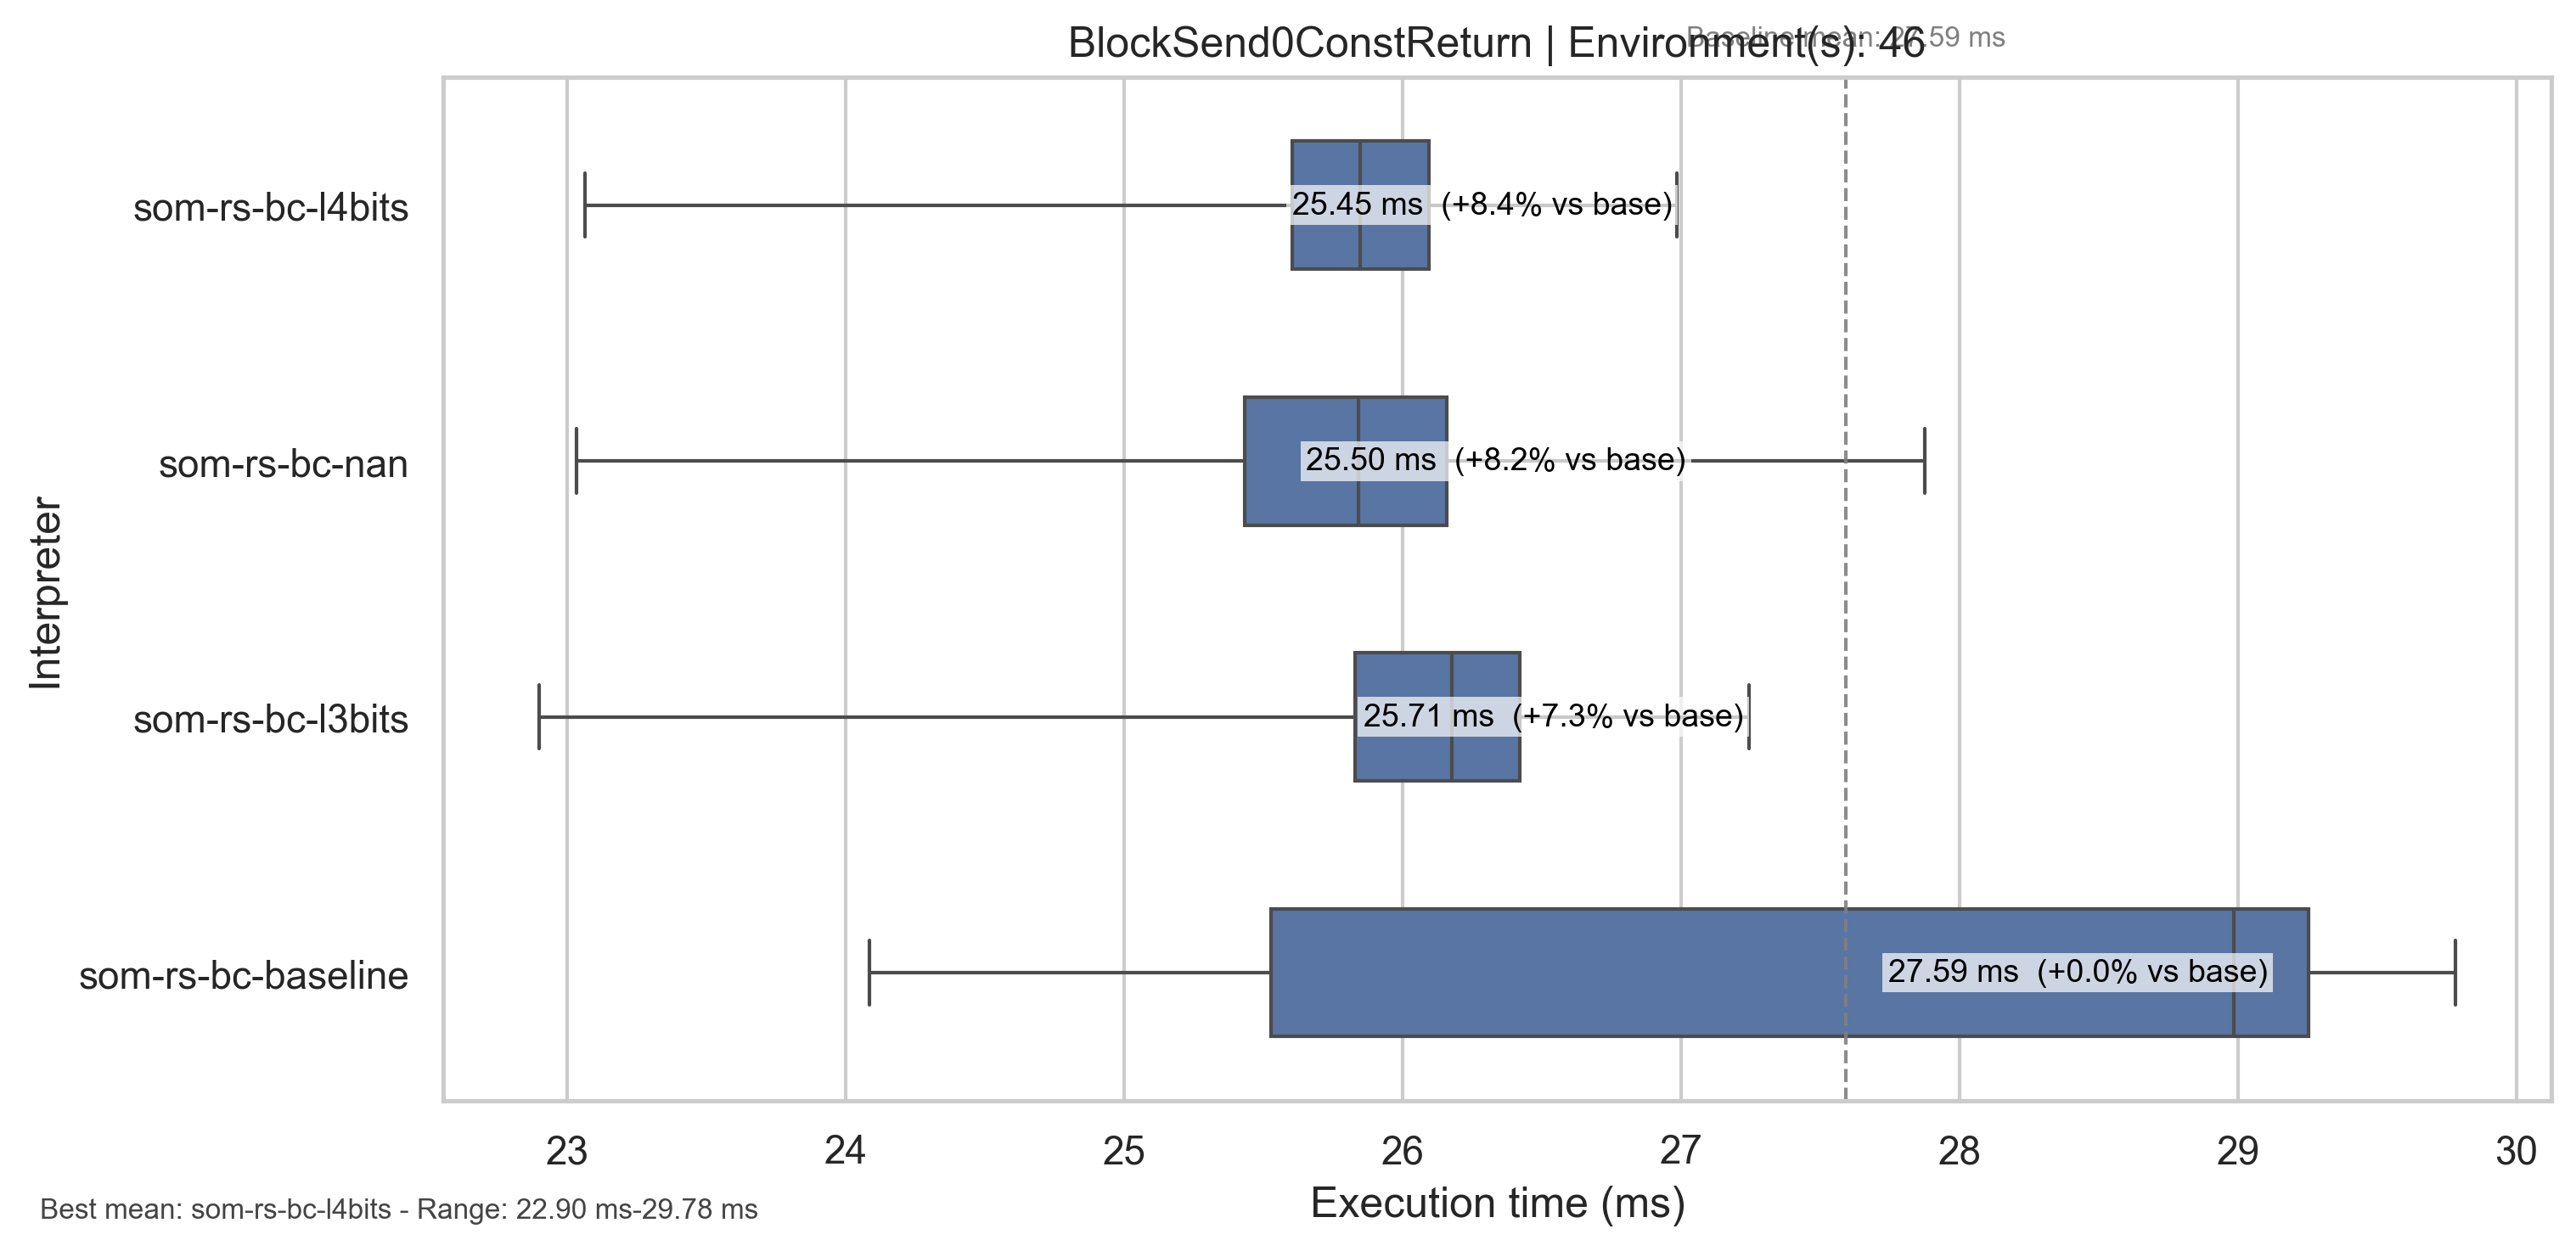 Baseline mean: 27.59 ms
BlockSend0ConstReturn | Environment(s): 46
som-rs-bc-l4bits
25.45 ms  (+8.4% vs base)
som-rs-bc-nan
25.50 ms  (+8.2% vs base)
Interpreter
som-rs-bc-l3bits
25.71 ms  (+7.3% vs base)
som-rs-bc-baseline
27.59 ms  (+0.0% vs base)
23 24 25 26 27 28 29 30
Execution time (ms)
Best mean: som-rs-bc-l4bits - Range: 22.90 ms-29.78 ms